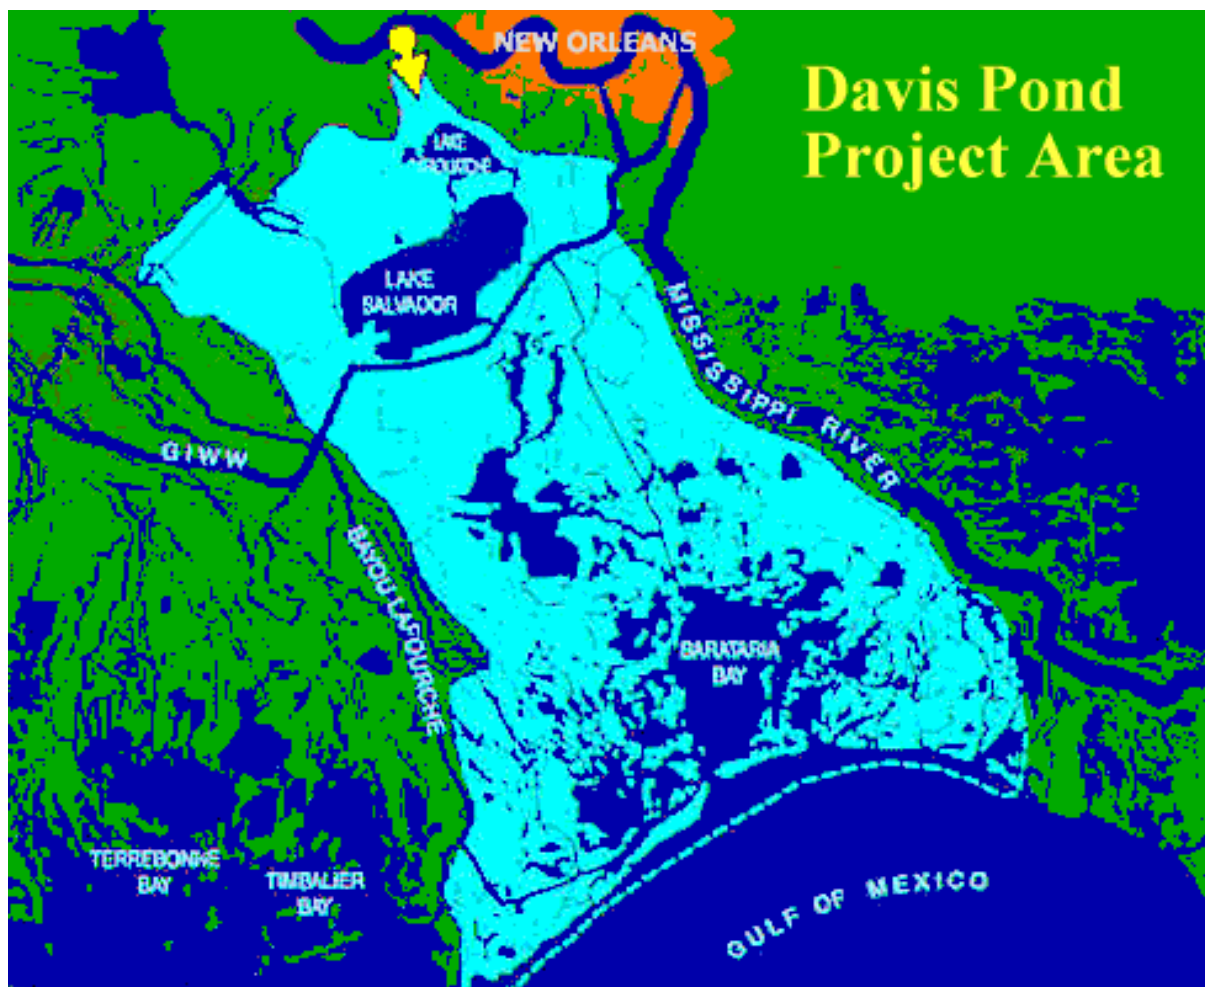 NEW ORLEANS
Davis Pond
Project Area
LAKE
LAKE
SALVADOR
MISSISSIPPI RIVER
GIWW
BAYOU LAFOURCHE
BARATARIA
BAY
TERREBONNE
BAY
TIMBALIER
BAY
GULF OF MEXICO